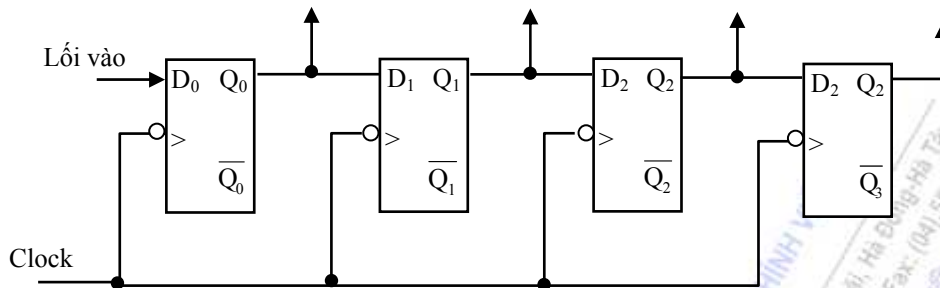 Lối vào
D0 Q0
>
Q0
D1 Q1
>
Q1
D2 Q2
>
Q2
D2 Q2
>
Q3
Clock